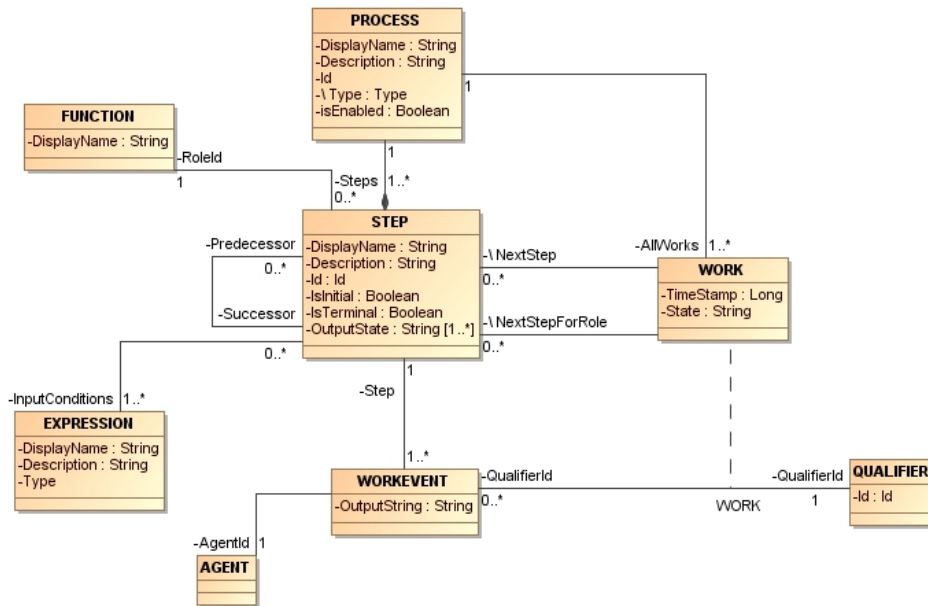 PROCESS
-DisplayName : String
-Description : String
-Id
-\ Type : Type
-isEnabled : Boolean
1
1
FUNCTION
-DisplayName : String
-RoleId
1
-Steps
1..*
0..*
STEP
-DisplayName : String
-Description : String
-Id : Id
-IsInitial : Boolean
-IsTerminal : Boolean
-OutputState : String [1..*]
-Predecessor
0..*
-Successor
0..*
-\ NextStep
0..*
-\ NextStepForRole
0..*
-AllWorks
1..*
WORK
-TimeStamp : Long
-State : String
-InputConditions
1..*
EXPRESSION
-DisplayName : String
-Description : String
-Type
1
-Step
1..*
WORKEVENT
-OutputString : String
-QualifierId
0..*
WORK
-QualifierId
1
QUALIFIER
-Id : Id
-AgentId
1
AGENT